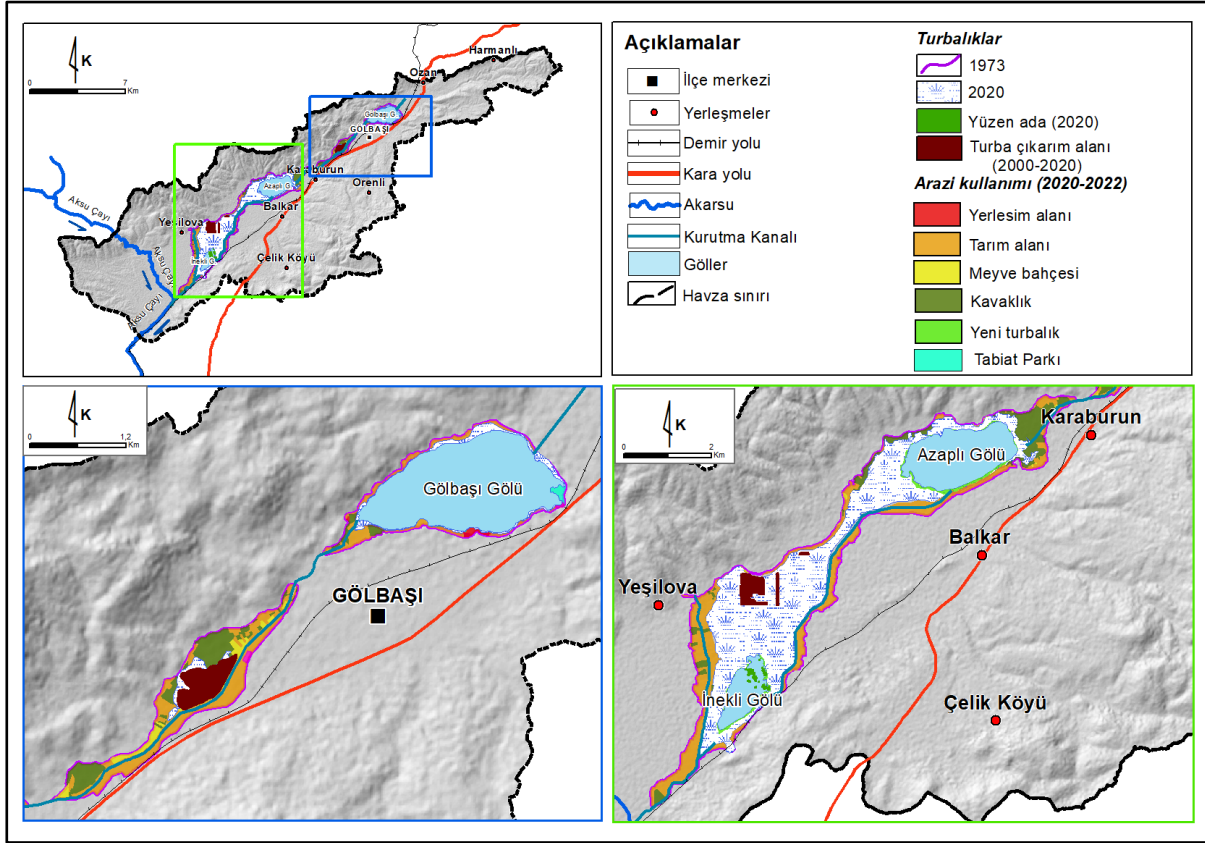 K
0 7
Km
Harmanlı
Ozan
Gölbaşı G.
GÖLBAŞI
Karaburun
Azaplı G.
Örenli
Balkar
Aksu Çayı
Yeşilova
İnekli G.
Çelik Köyü
Aksu Çayı
Aksu Çayı
Açıklamalar
İlçe merkezi
Yerleşmeler
Demir yolu
Kara yolu
Akarsu
Kurutma Kanalı
Göller
Havza sınırı
Turbalıklar
1973
2020
Yüzen ada (2020)
Turba çıkarım alanı
(2000-2020)
Arazi kullanımı (2020-2022)
Yerlesim alanı
Tarım alanı
Meyve bahçesi
Kavaklık
Yeni turbalık
Tabiat Parkı
K
0 1,2
Km
Gölbaşı Gölü
GÖLBAŞI
K
0 2
Km
Karaburun
Azaplı Gölü
Balkar
Yeşilova
İnekli Gölü
Çelik Köyü